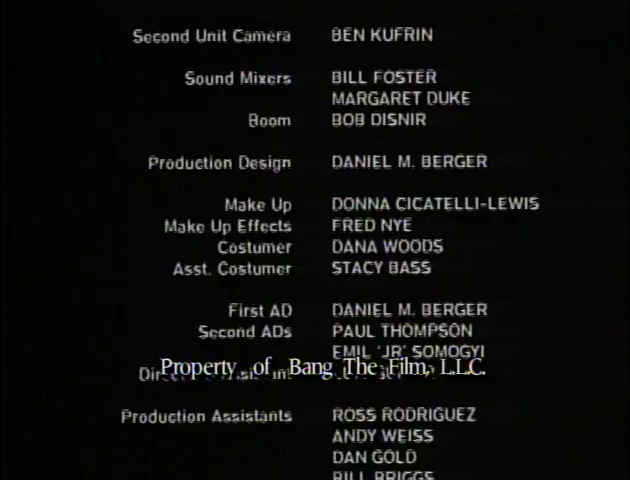 Second Unit Camera BEN KUFRIN
Sound Mixers BILL FOSTER
MARGARET DUKE
Boom BOB DISNIR
Production Design DANIEL M. BERGER
Make Up DONNA CICATELLI-LEWIS
Make Up Effects FRED NYE
Costumer DANA WOODS
Asst. Costumer STACY BASS
First AD DANIEL M. BERGER
Second ADs PAUL THOMPSON
EMIL 'JR' SOMOGYI
Property of Bang The Film, L.L.C.
Production Assistants ROSS RODRIGUEZ
ANDY WEISS
DAN GOLD
BILL BRIGGS